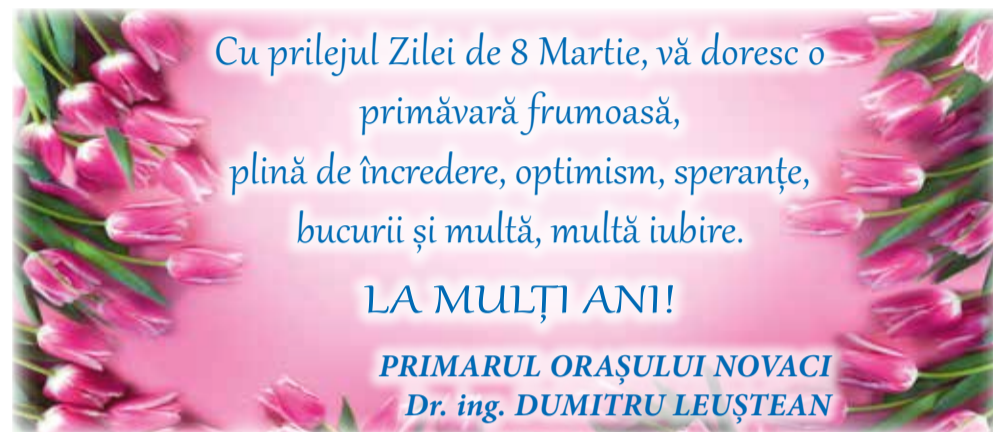 Cu prilejul Zilei de 8 Martie, vă doresc o
primăvară frumoasă,
plină de încredere, optimism, speranțe,
bucurii și multă, multă iubire.
LA MULȚI ANI!
PRIMARUL ORAȘULUI NOVACI
Dr. ing. DUMITRU LEUȘTEAN